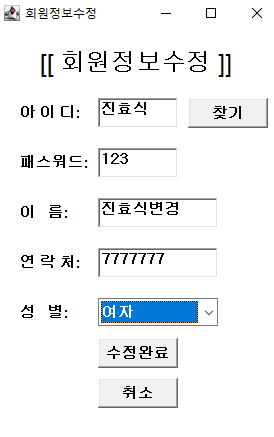 회원정보수정
[[ 회원정보수정 ]]
아 이 디: 진효식 찾기
패스워드: 123
이 름: 진효식변경
연 락 처: 7777777
성 별: 여자
수정완료
취소